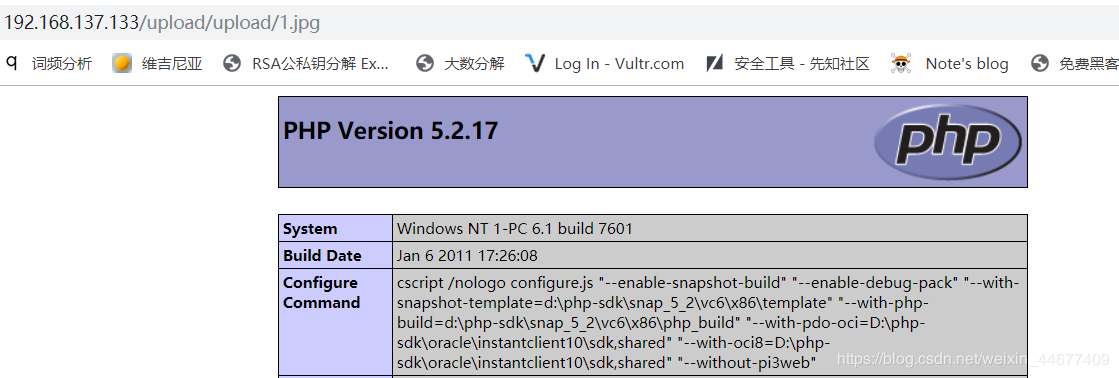 192.168.137.133/upload/upload/1.jpg
q 词频分析 维吉尼亚 RSA公私钥分解 Ex... 大数分解 Log In - Vultr.com 安全工具 - 先知社区 Note's blog 免费黑客
PHP Version 5.2.17
php
System Windows NT 1-PC 6.1 build 7601
Build Date Jan 6 2011 17:26:08
Configure Command cscript /nologo configure.js "--enable-snapshot-build" "--enable-debug-pack" "--with-
snapshot-template=d:\php-sdk\snap_5_2\vc6\x86\template" "--with-php-
build=d:\php-sdk\snap_5_2\vc6\x86\php_build" "--with-pdo-oci=D:\php-
sdk\oracle\instantclient10\sdk,shared" "--with-oci8=D:\php-
sdk\oracle\instantclient10\sdk,shared" "--without-pi3web"
https://blog.csdn.net/weixin_44677409